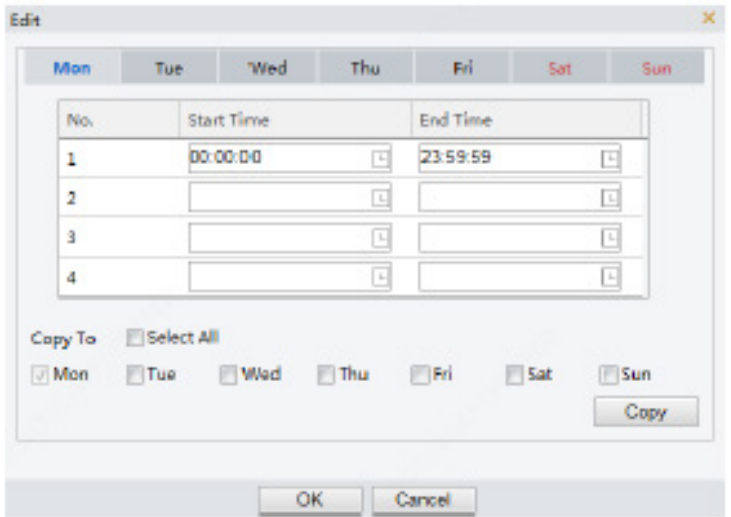 Edit
Mon Tue Wed Thu Fri Sat Sun
No. Start Time End Time
1 00:00:00 23:59:59
2
3
4
Copy To Select All
Mon Tue Wed Thu Fri Sat Sun
Copy
OK Cancel